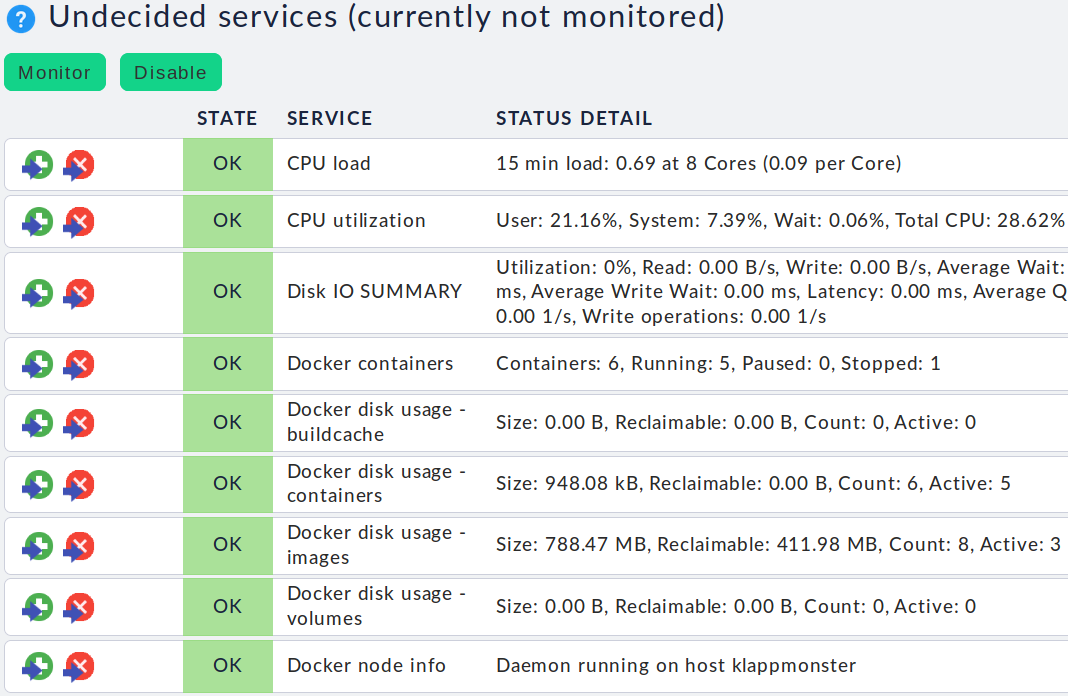 Undecided services (currently not monitored)
Monitor Disable
STATE SERVICE STATUS DETAIL
OK CPU load 15 min load: 0.69 at 8 Cores (0.09 per Core)
OK CPU utilization User: 21.16%, System: 7.39%, Wait: 0.06%, Total CPU: 28.62%
Utilization: 0%, Read: 0.00 B/s, Write: 0.00 B/s, Average Wait:
OK Disk IO SUMMARY ms, Average Write Wait: 0.00 ms, Latency: 0.00 ms, Average Q
0.00 1/s, Write operations: 0.00 1/s
OK Docker containers Containers: 6, Running: 5, Paused: 0, Stopped: 1
Docker disk usage -
OK buildcache Size: 0.00 B, Reclaimable: 0.00 B, Count: 0, Active: 0
Docker disk usage -
OK containers Size: 948.08 kB, Reclaimable: 0.00 B, Count: 6, Active: 5
Docker disk usage -
OK images Size: 788.47 MB, Reclaimable: 411.98 MB, Count: 8, Active: 3
Docker disk usage -
OK volumes Size: 0.00 B, Reclaimable: 0.00 B, Count: 0, Active: 0
OK Docker node info Daemon running on host klappmonster